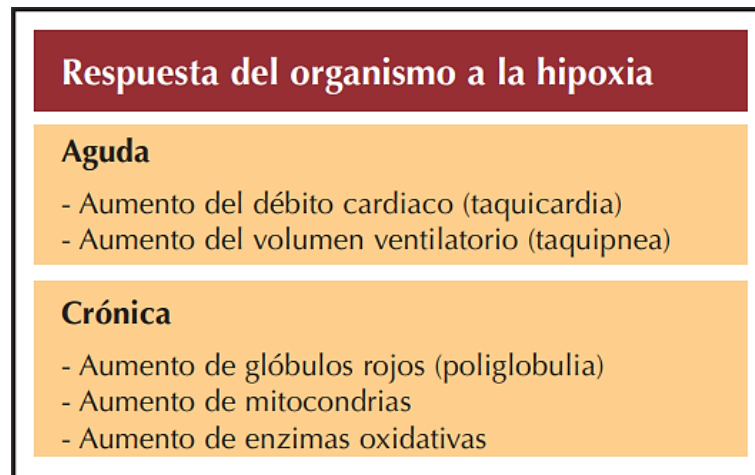 Respuesta del organismo a la hipoxia
Aguda
- Aumento del débito cardiaco (taquicardia)
- Aumento del volumen ventilatorio (taquipnea)
Crónica
- Aumento de glóbulos rojos (poliglobulia)
- Aumento de mitocondrias
- Aumento de enzimas oxidativas